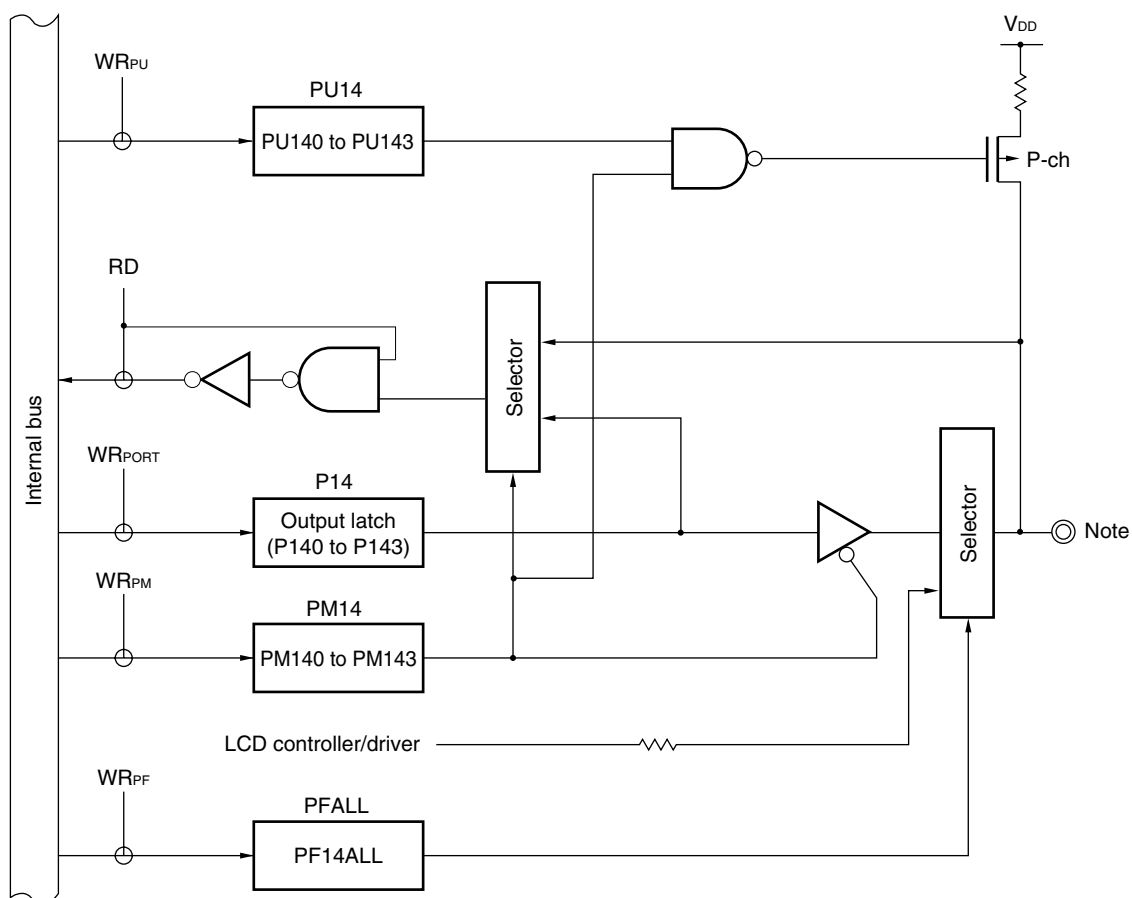 VDD
WRPU
PU14
PU140 to PU143
P-ch
RD
Selector
Internal bus
WRPORT
P14
Output latch
(P140 to P143)
Selector
Note
WRPM
PM14
PM140 to PM143
LCD controller/driver
WRPF
PFALL
PF14ALL